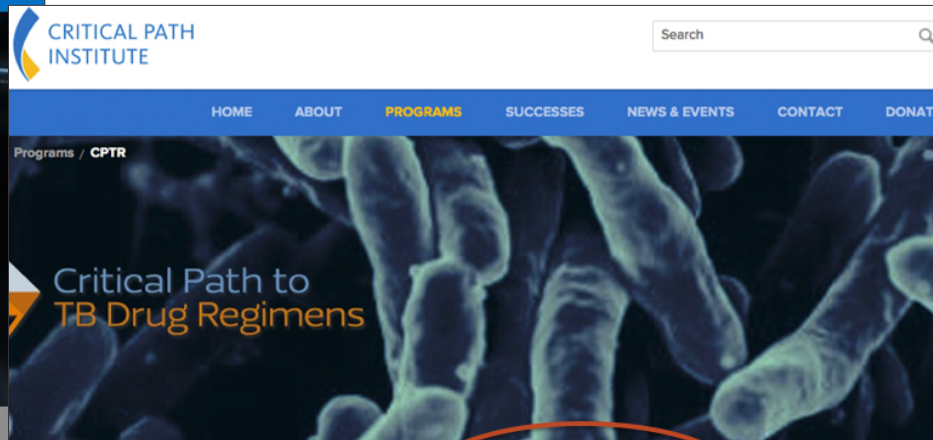 CRITICAL PATH
INSTITUTE
Search
HOME ABOUT PROGRAMS SUCCESSES NEWS & EVENTS CONTACT DONAT
Programs / CPTR
Critical Path to
TB Drug Regimens